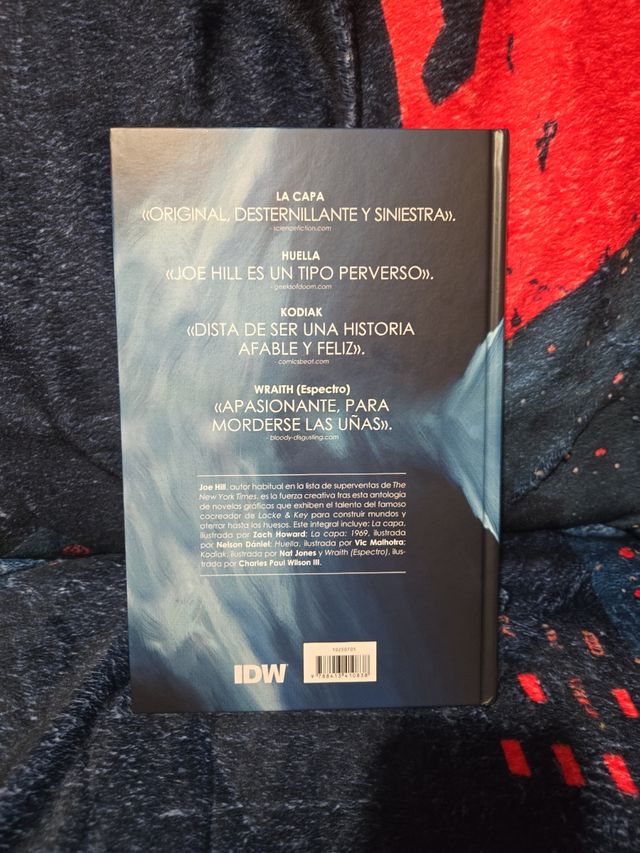 LA CAPA
«ORIGINAL, DESTERNILLANTE Y SINIESTRA».
- sciencefiction.com
HUELLA
«JOE HILL ES UN TIPO PERVERSO».
- geeksofdoom.com
KODIAK
«DISTA DE SER UNA HISTORIA
AFABLE Y FELIZ».
- comicsbeat.com
WRAITH (Espectro)
«APASIONANTE, PARA
MORDERSE LAS UÑAS».
- bloody-disgusting.com
Joe Hill, autor habitual en la lista de superventas de The
New York Times, es la fuerza creativa tras esta antología
de novelas gráficas que exhiben el talento del famoso
cocreador de Locke & Key para construir mundos y
aterrar hasta los huesos. Este integral incluye: La capa,
ilustrada por Zach Howard; La capa: 1969, ilustrada
por Nelson Dániel; Huella, ilustrada por Vic Malhotra;
Kodiak, ilustrada por Nat Jones y Wraith (Espectro), ilus-
trada por Charles Paul Wilson III.
IDW
10250705
9 788413 410838